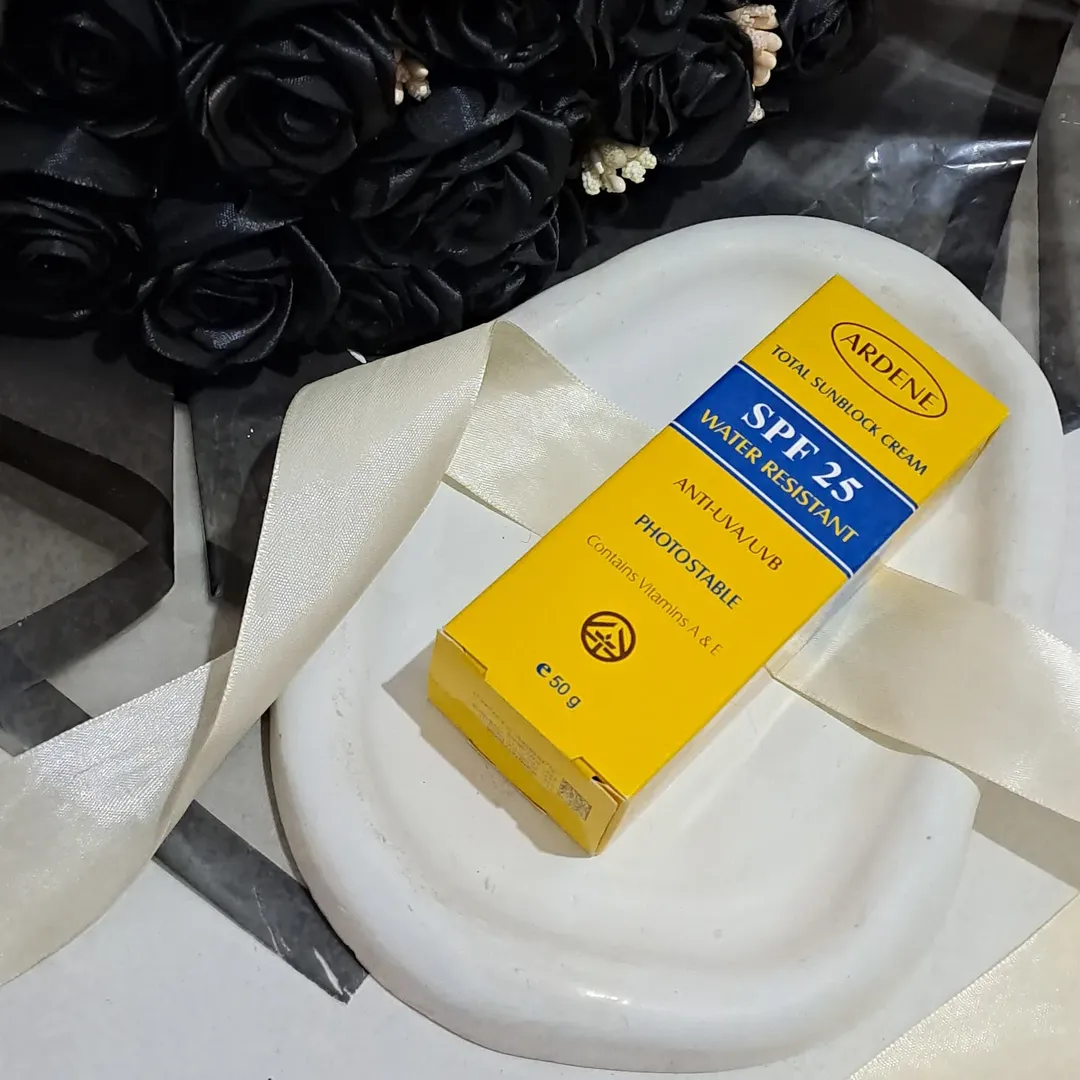 ARDENE
TOTAL SUNBLOCK CREAM
SPF 25
WATER RESISTANT
ANTI-UVA/UVB
PHOTOSTABLE
Contains Vitamins A & E
e 50 g